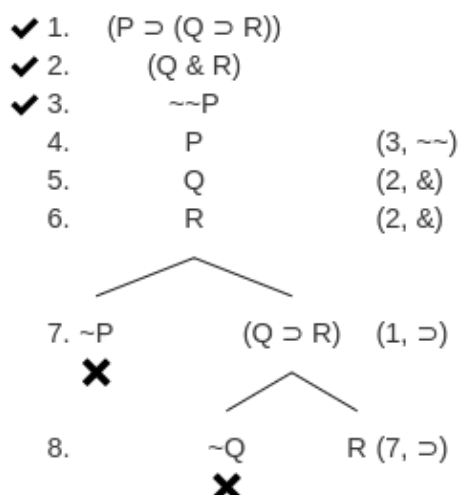 ✔ 1. (P ⊃ (Q ⊃ R))
✔ 2. (Q & R)
✔ 3. ~~P
4. P (3, ~~)
5. Q (2, &)
6. R (2, &)
7. ~P (Q ⊃ R) (1, ⊃)
✖
8. ~Q R (7, ⊃)
✖